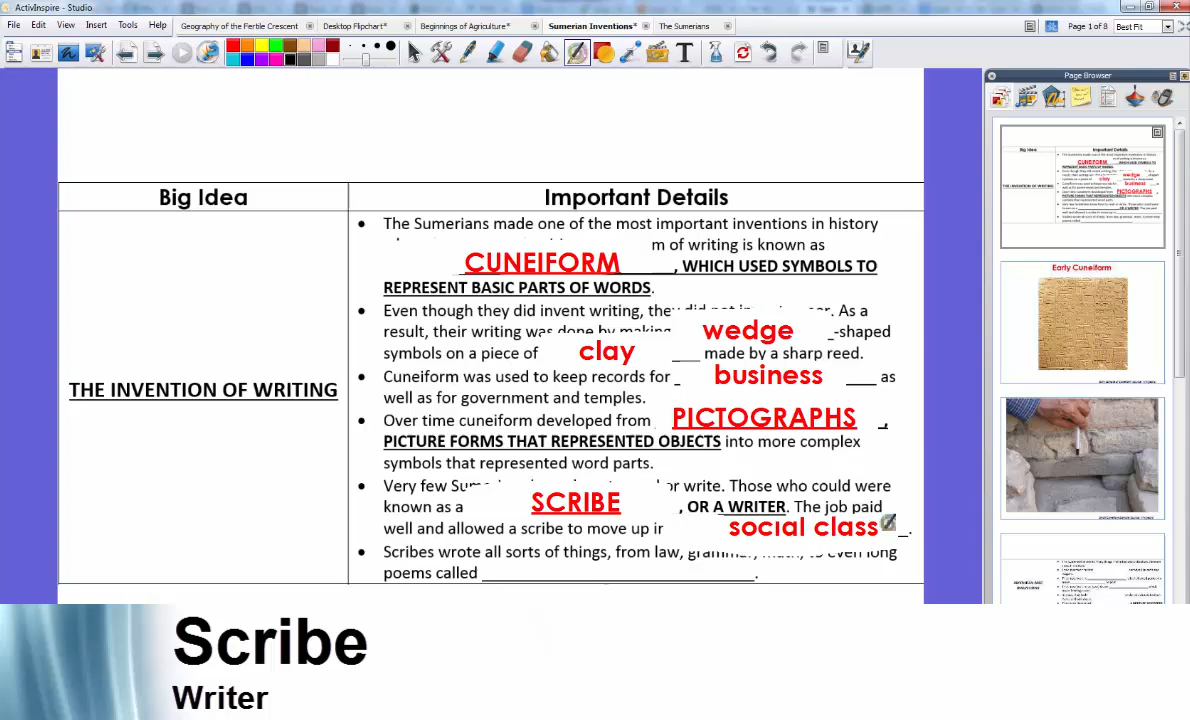 ActivInspire - Studio
File Edit View Insert Tools Help
Geography of the Fertile Crescent Desktop Flipchart* Beginnings of Agriculture* Sumerian Inventions* The Sumerians
Page 1 of 8 Best Fit
Page Browser
Big Idea Important Details
THE INVENTION OF WRITING
The Sumerians made one of the most important inventions in history
m of writing is known as
CUNEIFORM, WHICH USED SYMBOLS TO
REPRESENT BASIC PARTS OF WORDS.
Even though they did invent writing, they did not As a
result, their writing was done by making wedge -shaped
symbols on a piece of clay made by a sharp reed.
Cuneiform was used to keep records for business as
well as for government and temples.
Over time cuneiform developed from PICTOGRAPHS,
PICTURE FORMS THAT REPRESENTED OBJECTS into more complex
symbols that represented word parts.
Very few or write. Those who could were
known as a SCRIBE, OR A WRITER. The job paid
well and allowed a scribe to move up in social class.
Scribes wrote all sorts of things, from law, grammar, math, to even long
poems called ____________________________.
Early Cuneiform
Scribe
Writer